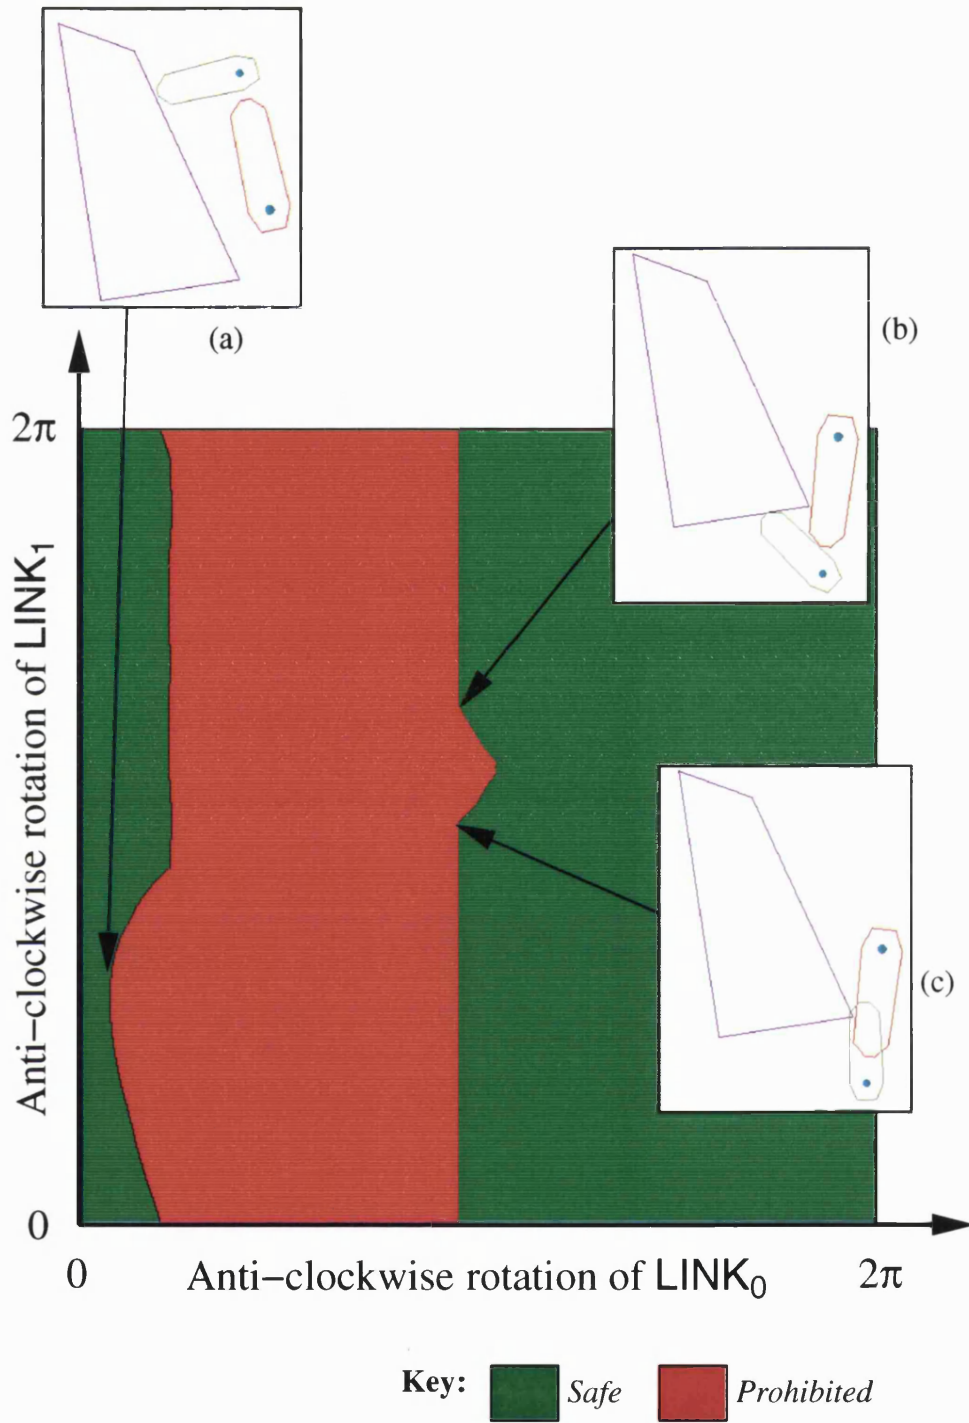 (a)
(b)
2π
Anti–clockwise rotation of LINK1
(c)
0
0
Anti–clockwise rotation of LINK0
2π
Key:
Safe
Prohibited